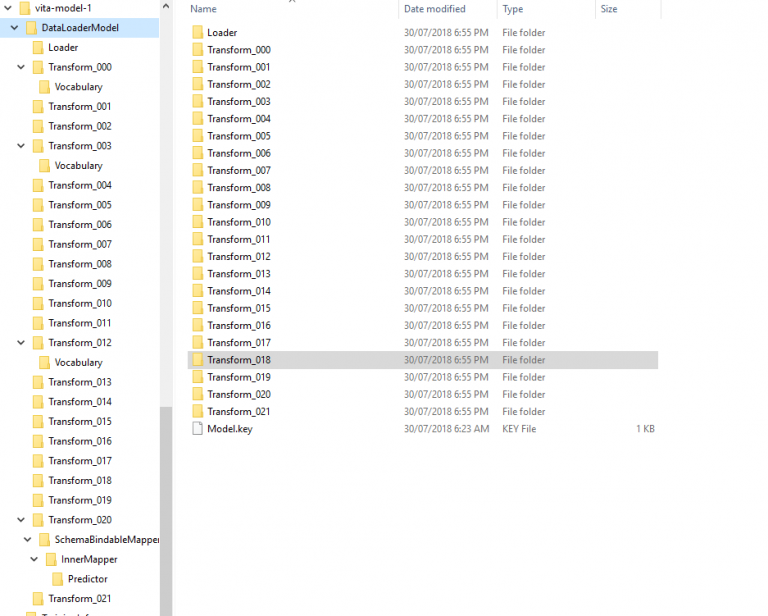 vita-model-1
DataLoaderModel
Loader
Transform_000
Vocabulary
Transform_001
Transform_002
Transform_003
Vocabulary
Transform_004
Transform_005
Transform_006
Transform_007
Transform_008
Transform_009
Transform_010
Transform_011
Transform_012
Vocabulary
Transform_013
Transform_014
Transform_015
Transform_016
Transform_017
Transform_018
Transform_019
Transform_020
SchemaBindableMapper
InnerMapper
Predictor
Transform_021
Name Date modified Type Size
Loader 30/07/2018 6:55 PM File folder
Transform_000 30/07/2018 6:55 PM File folder
Transform_001 30/07/2018 6:55 PM File folder
Transform_002 30/07/2018 6:55 PM File folder
Transform_003 30/07/2018 6:55 PM File folder
Transform_004 30/07/2018 6:55 PM File folder
Transform_005 30/07/2018 6:55 PM File folder
Transform_006 30/07/2018 6:55 PM File folder
Transform_007 30/07/2018 6:55 PM File folder
Transform_008 30/07/2018 6:55 PM File folder
Transform_009 30/07/2018 6:55 PM File folder
Transform_010 30/07/2018 6:55 PM File folder
Transform_011 30/07/2018 6:55 PM File folder
Transform_012 30/07/2018 6:55 PM File folder
Transform_013 30/07/2018 6:55 PM File folder
Transform_014 30/07/2018 6:55 PM File folder
Transform_015 30/07/2018 6:55 PM File folder
Transform_016 30/07/2018 6:55 PM File folder
Transform_017 30/07/2018 6:55 PM File folder
Transform_018 30/07/2018 6:55 PM File folder
Transform_019 30/07/2018 6:55 PM File folder
Transform_020 30/07/2018 6:55 PM File folder
Transform_021 30/07/2018 6:55 PM File folder
Model.key 30/07/2018 6:23 AM KEY File 1 KB